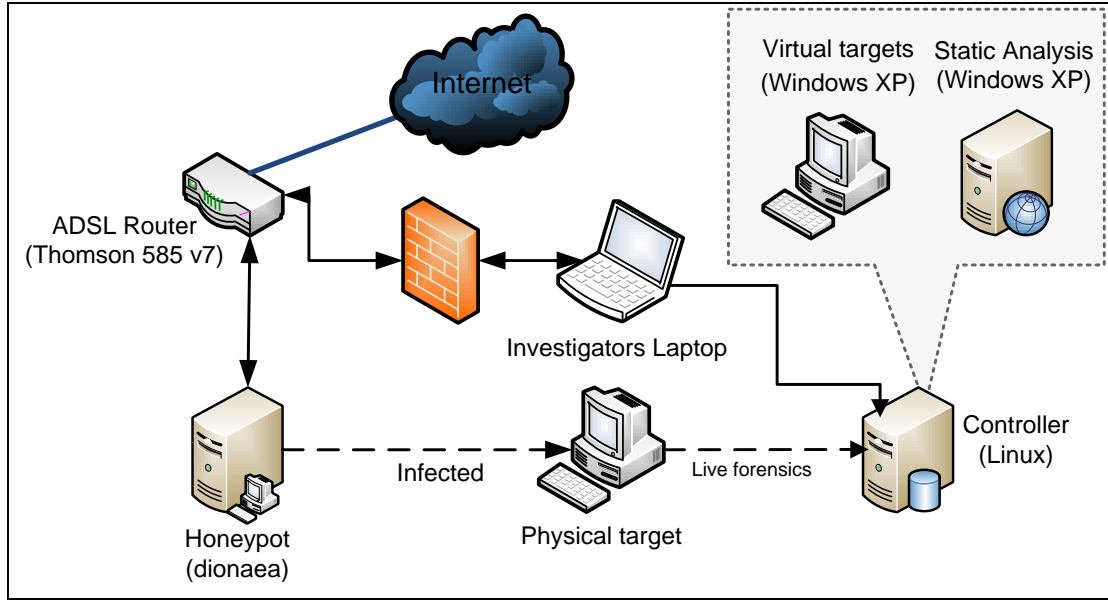 Internet
Virtual targets
(Windows XP)
Static Analysis
(Windows XP)
ADSL Router
(Thomson 585 v7)
Investigators Laptop
Controller
(Linux)
Infected
Live forensics
Honeypot
(dionaea)
Physical target